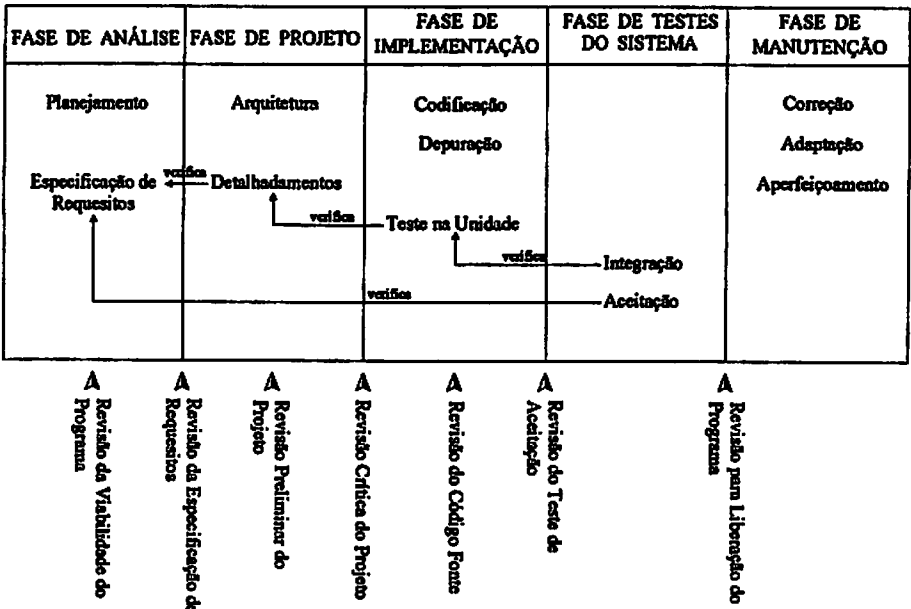 FASE DE ANÁLISE
FASE DE PROJETO
FASE DE
IMPLEMENTAÇÃO
FASE DE TESTES
DO SISTEMA
FASE DE
MANUTENÇÃO
Planejamento
Arquitetura
Codificação
Correção
Depuração
Adaptação
Especificação de
Requesitos
verifica
Detalhadamentos
Aperfeiçoamento
verifica
Teste na Unidade
verifica
Integração
verifica
Aceitação
Revisão da Viabilidade do
Programa
Revisão da Especificação de
Requesitos
Revisão Preliminar do
Projeto
Revisão Crítica do Projeto
Revisão do Código Fonte
Revisão do Teste de
Aceitação
Revisão para Liberação do
Programa